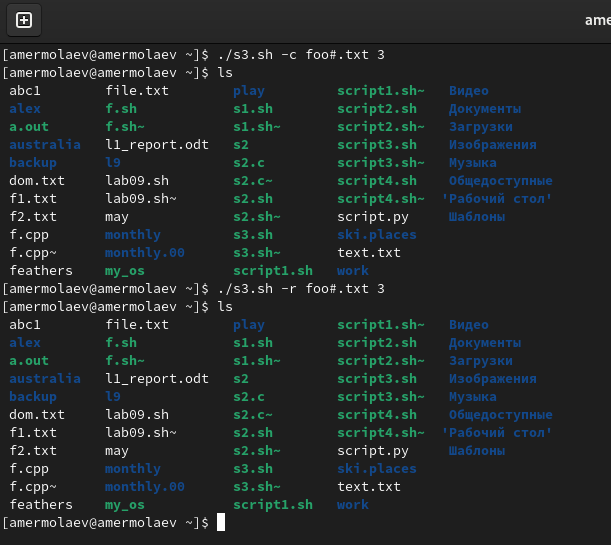 ame
[amermolaev@amermolaev ~]$ ./s3.sh -c foo#.txt 3
[amermolaev@amermolaev ~]$ ls
abc1 file.txt play script1.sh~ Видео
alex f.sh s1.sh script2.sh Документы
a.out f.sh~ s1.sh~ script2.sh~ Загрузки
australia l1_report.odt s2 script3.sh Изображения
backup l9 s2.c script3.sh~ Музыка
dom.txt lab09.sh s2.c~ script4.sh Общедоступные
f1.txt lab09.sh~ s2.sh script4.sh~ 'Рабочий стол'
f2.txt may s2.sh~ script.py Шаблоны
f.cpp monthly s3.sh ski.places
f.cpp~ monthly.00 s3.sh~ text.txt
feathers my_os script1.sh work
[amermolaev@amermolaev ~]$ ./s3.sh -r foo#.txt 3
[amermolaev@amermolaev ~]$ ls
abc1 file.txt play script1.sh~ Видео
alex f.sh s1.sh script2.sh Документы
a.out f.sh~ s1.sh~ script2.sh~ Загрузки
australia l1_report.odt s2 script3.sh Изображения
backup l9 s2.c script3.sh~ Музыка
dom.txt lab09.sh s2.c~ script4.sh Общедоступные
f1.txt lab09.sh~ s2.sh script4.sh~ 'Рабочий стол'
f2.txt may s2.sh~ script.py Шаблоны
f.cpp monthly s3.sh ski.places
f.cpp~ monthly.00 s3.sh~ text.txt
feathers my_os script1.sh work
[amermolaev@amermolaev ~]$